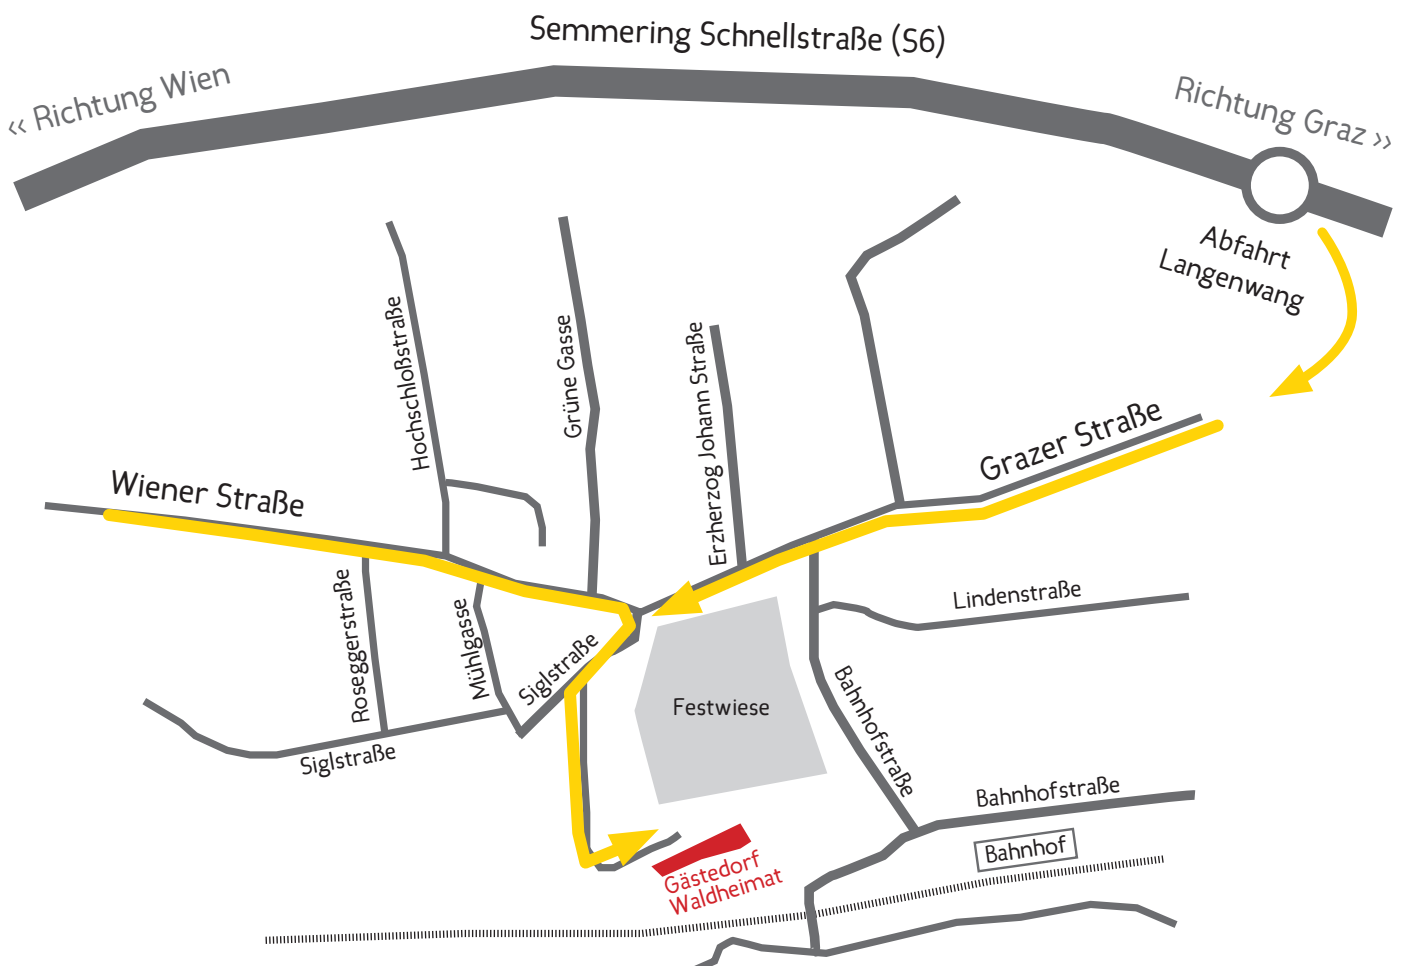 Semmering Schnellstraße (S6)
<< Richtung Wien
Richtung Graz >>
Abfahrt
Langenwang
Hochschloßstraße
Grüne Gasse
Erzherzog Johann Straße
Grazer Straße
Wiener Straße
Roseggerstraße
Mühlgasse
Siglstraße
Siglstraße
Lindenstraße
Festwiese
Bahnhofstraße
Bahnhofstraße
Bahnhof
Gästedorf
Waldheimat